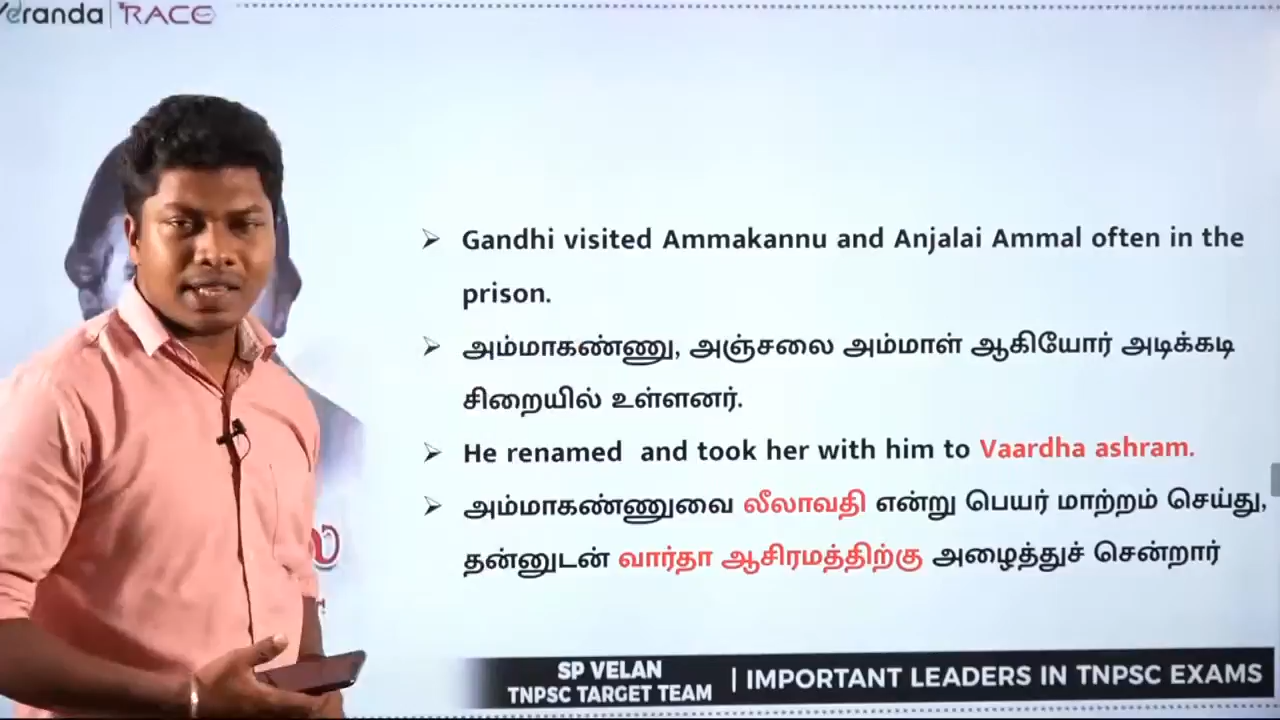 Veranda RACE
Gandhi visited Ammakannu and Anjalai Ammal often in the
prison.
அம்மாகண்ணு, அஞ்சலை அம்மாள் ஆகியோர் அடிக்கடி
சிறையில் உள்ளனர்.
He renamed and took her with him to Vaardha ashram.
அம்மாகண்ணுவை லீலாவதி என்று பெயர் மாற்றம் செய்து,
தன்னுடன் வார்தா ஆசிரமத்திற்கு அழைத்துச் சென்றார்
SP VELAN
TNPSC TARGET TEAM
| IMPORTANT LEADERS IN TNPSC EXAMS